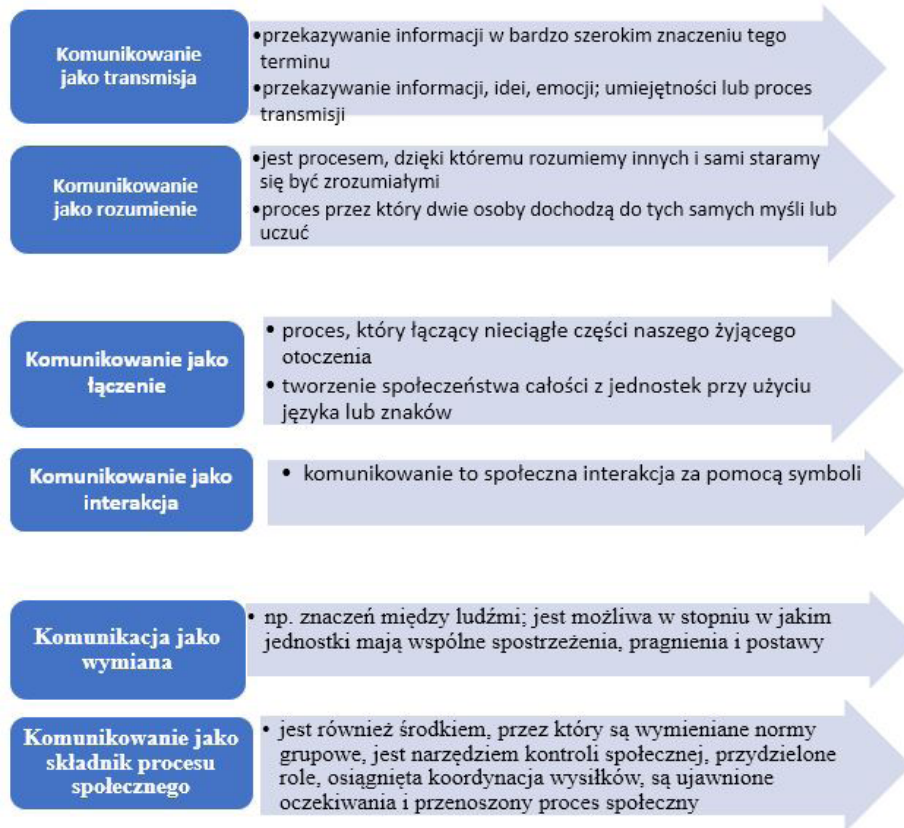 Komunikowanie
jako transmisja
•przekazywanie informacji w bardzo szerokim znaczeniu tego
terminu
•przekazywanie informacji, idei, emocji; umiejętności lub proces
transmisji
Komunikowanie
jako rozumienie
•jest procesem, dzięki któremu rozumiemy innych i sami staramy
się być zrozumiałymi
•proces przez który dwie osoby dochodzą do tych samych myśli lub
uczuć
Komunikowanie jako
łączenie
• proces, który łączący nieciągłe części naszego żyjącego
otoczenia
• tworzenie społeczeństwa całości z jednostek przy użyciu
języka lub znaków
Komunikowanie jako
interakcja
• komunikowanie to społeczna interakcja za pomocą symboli
Komunikacja jako
wymiana
• np. znaczeń między ludźmi; jest możliwa w stopniu w jakim
jednostki mają wspólne spostrzeżenia, pragnienia i postawy
Komunikowanie jako
składnik procesu
społecznego
• jest również środkiem, przez który są wymieniane normy
grupowe, jest narzędziem kontroli społecznej, przydzielone
role, osiągnięta koordynacja wysiłków, są ujawnione
oczekiwania i przenoszony proces społeczny